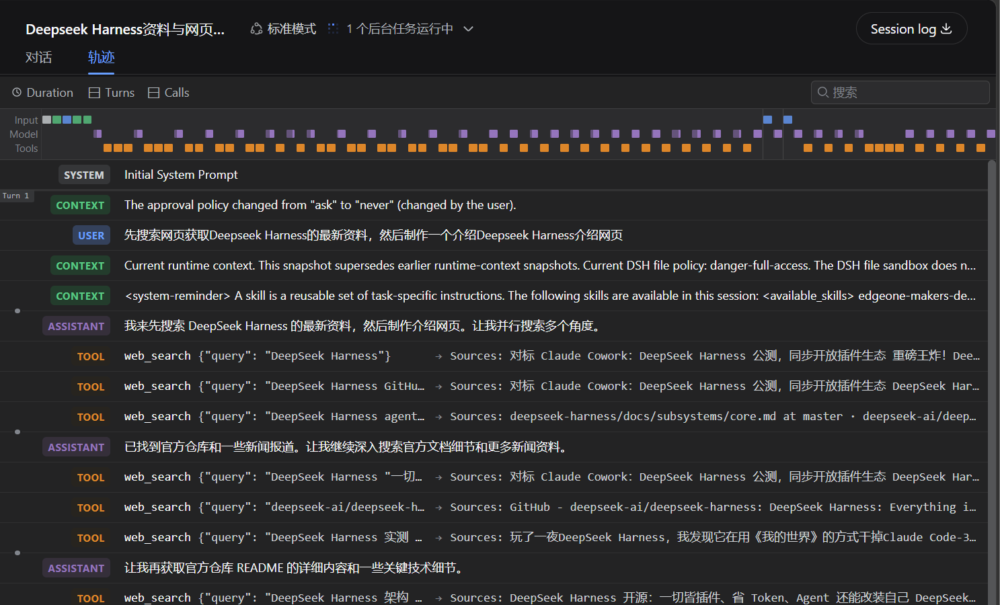 Deepseek Harness资料与网页... 标准模式 1 个后台任务运行中 Session log
对话 轨迹
Duration Turns Calls 搜索
Input
Model
Tools
SYSTEM Initial System Prompt
Turn 1
CONTEXT The approval policy changed from "ask" to "never" (changed by the user).
USER 先搜索网页获取Deepseek Harness的最新资料，然后制作一个介绍Deepseek Harness介绍网页
CONTEXT Current runtime context. This snapshot supersedes earlier runtime-context snapshots. Current DSH file policy: danger-full-access. The DSH file sandbox does n...
CONTEXT <system-reminder> A skill is a reusable set of task-specific instructions. The following skills are available in this session: <available_skills> edgeone-makers-de...
ASSISTANT 我来先搜索 DeepSeek Harness 的最新资料，然后制作介绍网页。让我并行搜索多个角度。
TOOL web_search {"query": "DeepSeek Harness"} → Sources: 对标 Claude Cowork：DeepSeek Harness 公测，同步开放插件生态 重磅王炸！Dee...
TOOL web_search {"query": "DeepSeek Harness GitHu... → Sources: 对标 Claude Cowork：DeepSeek Harness 公测，同步开放插件生态 DeepSeek Har...
TOOL web_search {"query": "DeepSeek Harness agent... → Sources: deepseek-harness/docs/subsystems/core.md at master · deepseek-ai/deep...
ASSISTANT 已找到官方仓库和一些新闻报道。让我继续深入搜索官方文档细节和更多新闻资料。
TOOL web_search {"query": "DeepSeek Harness "一切... → Sources: 对标 Claude Cowork：DeepSeek Harness 公测，同步开放插件生态 DeepSeek Har...
TOOL web_search {"query": "deepseek-ai/deepseek-h... → Sources: GitHub - deepseek-ai/deepseek-harness: DeepSeek Harness: Everything i...
TOOL web_search {"query": "DeepSeek Harness 实测 ... → Sources: 玩了一夜DeepSeek Harness，我发现它在用《我的世界》的方式干掉Claude Code-3...
ASSISTANT 让我再获取官方仓库 README 的详细内容和一些关键技术细节。
TOOL web_search {"query": "DeepSeek Harness 架构 ... → Sources: DeepSeek Harness 开源：一切皆插件、省 Token、Agent 还能改装自己 DeepSeek...